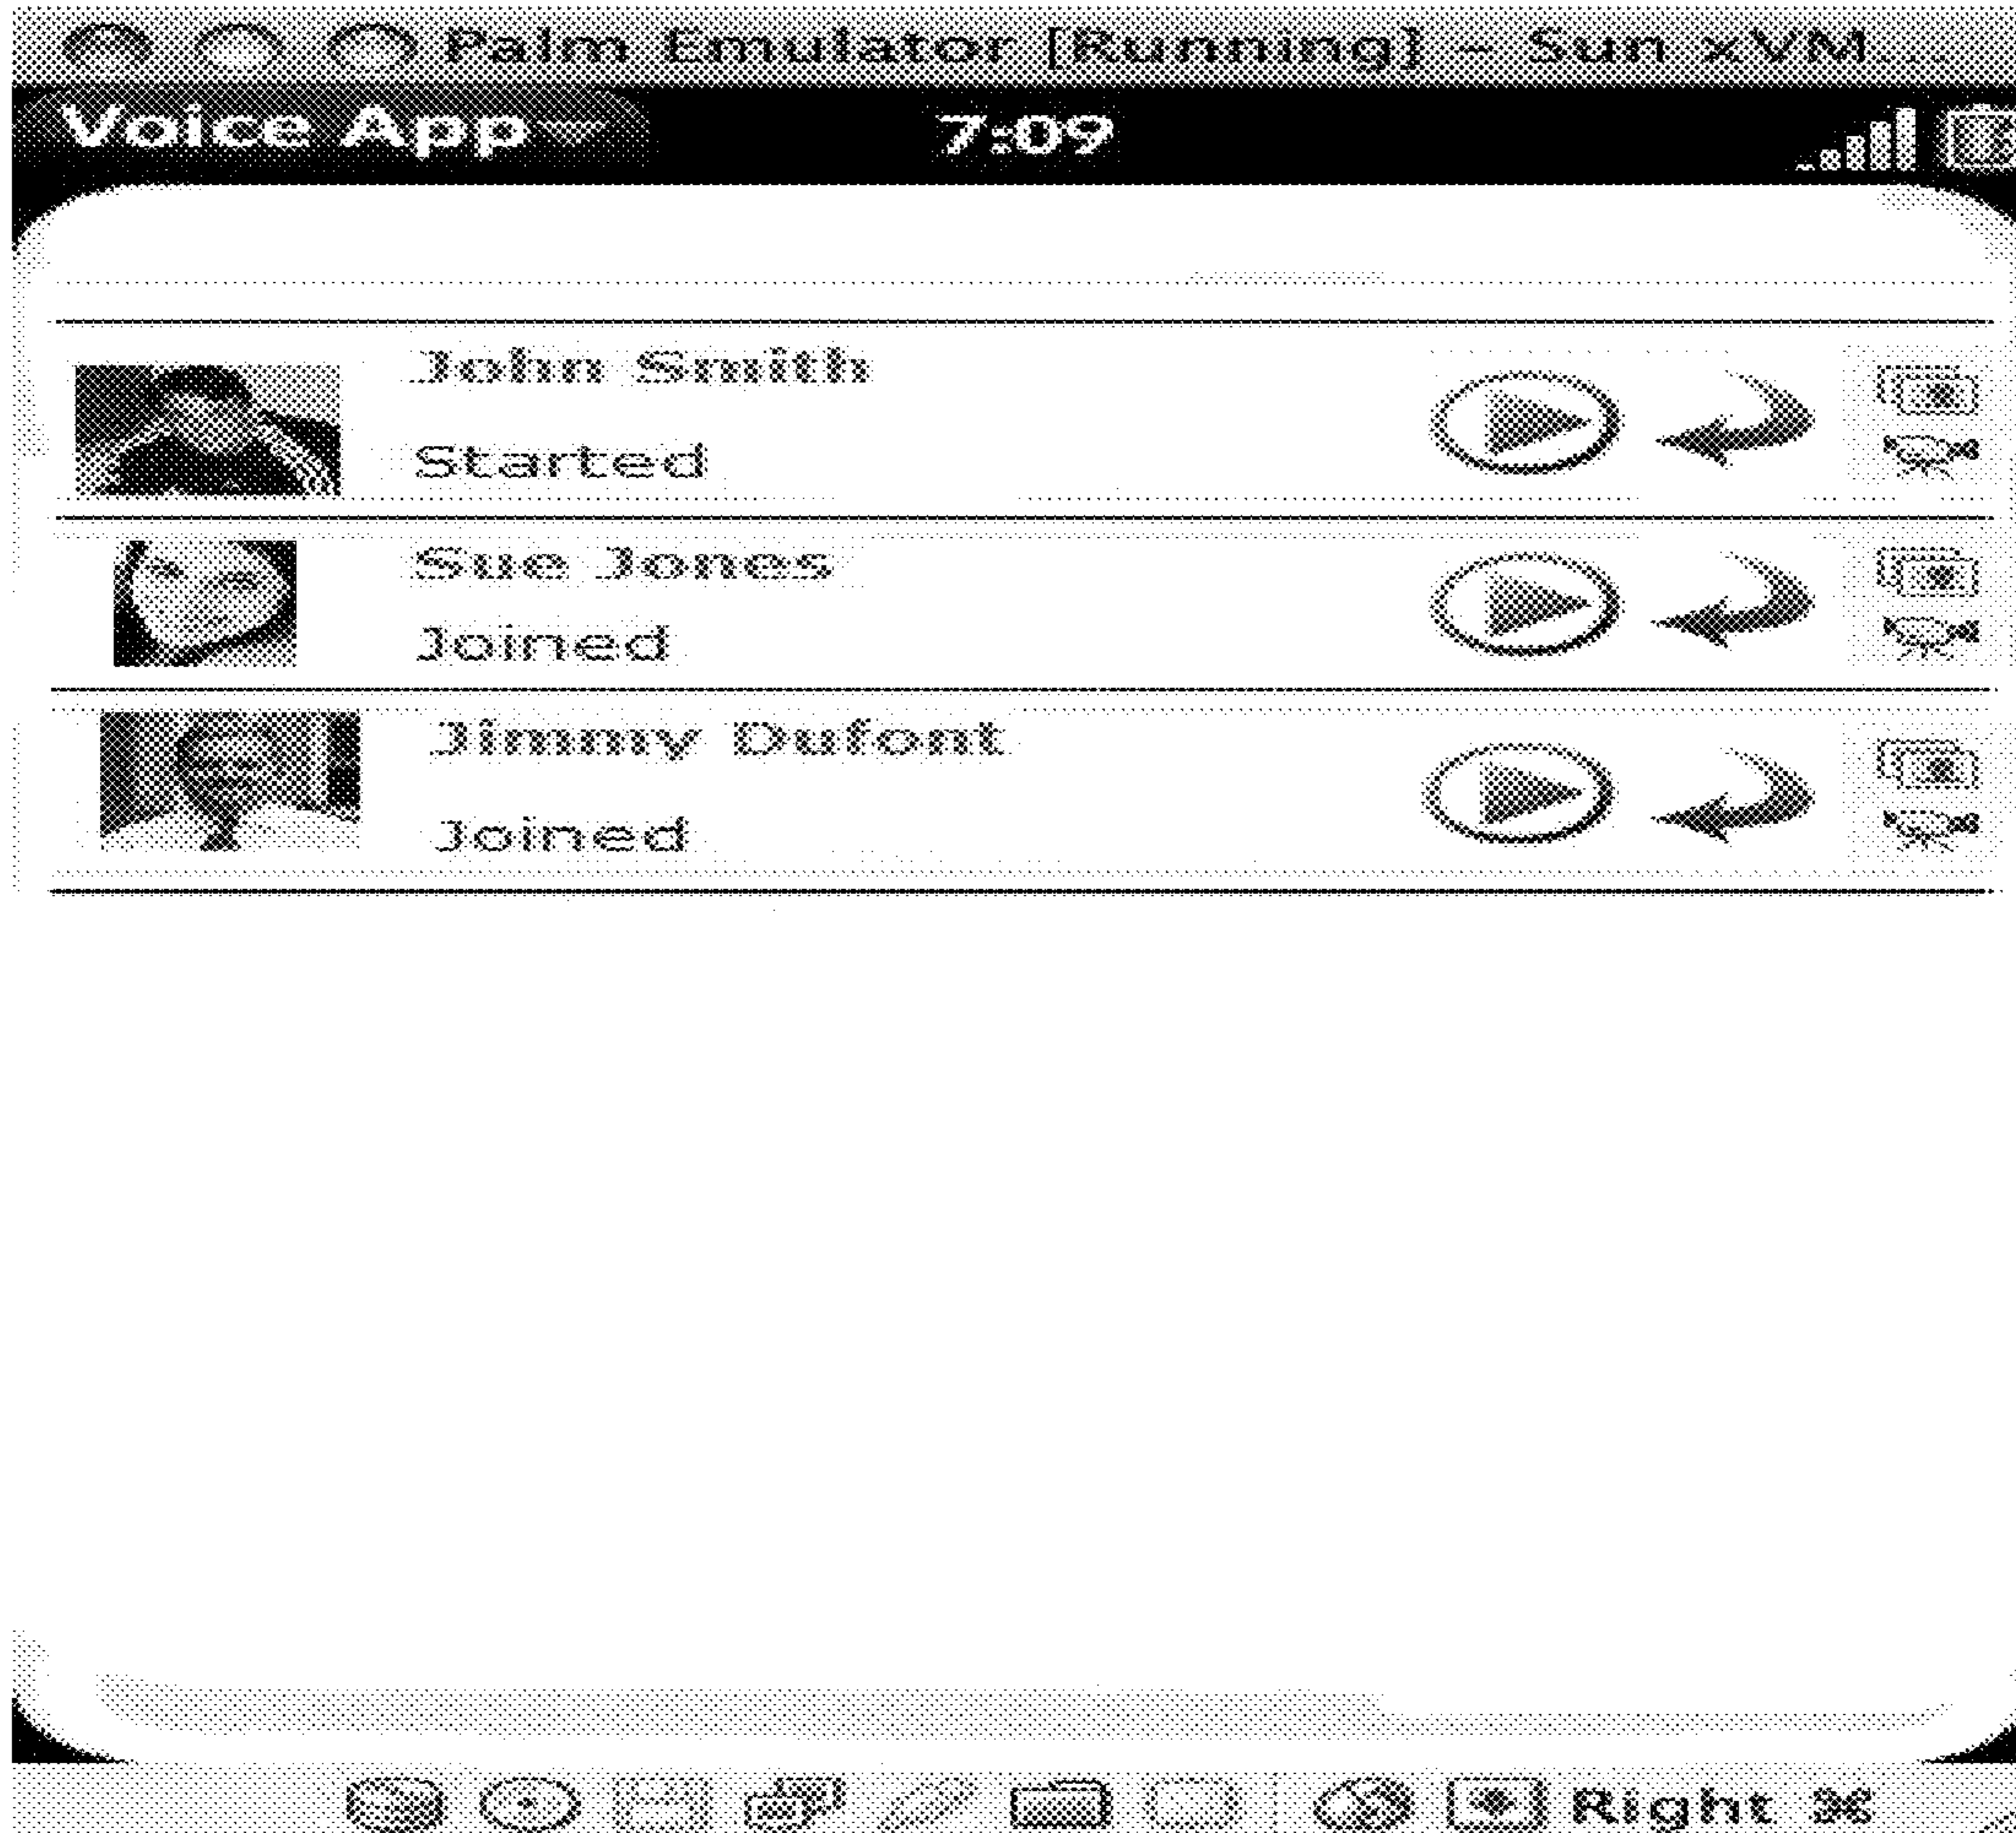 Palm Emulator [Running] – Sun xVM...
Voice App 7:09
John Smith
Started
Sue Jones
Joined
Jimmy Dufont
Joined
Right ⌘